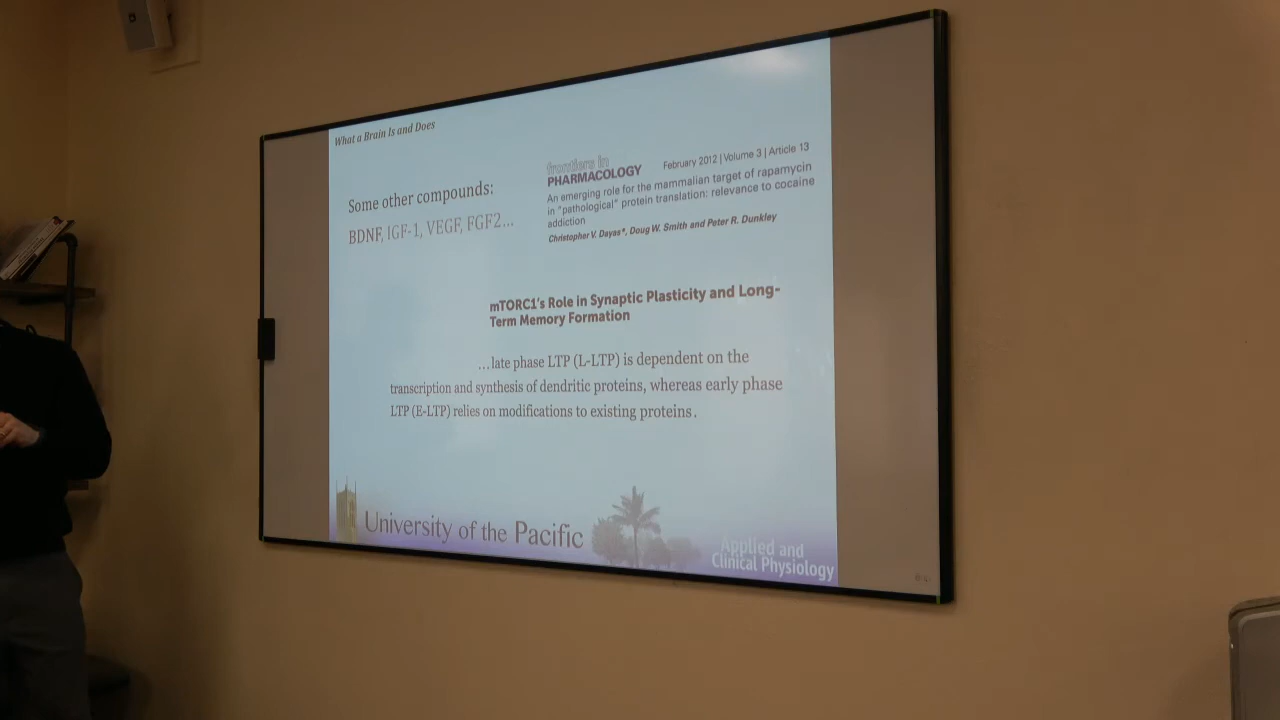 What a Brain Is and Does
Some other compounds:
BDNF, IGF-1, VEGF, FGF2...
frontiers in
PHARMACOLOGY
February 2012 | Volume 3 | Article 13
An emerging role for the mammalian target of rapamycin
in "pathological" protein translation: relevance to cocaine
addiction
Christopher V. Dayas*, Doug W. Smith and Peter R. Dunkley
mTORC1's Role in Synaptic Plasticity and Long-
Term Memory Formation
...late phase LTP (L-LTP) is dependent on the
transcription and synthesis of dendritic proteins, whereas early phase
LTP (E-LTP) relies on modifications to existing proteins.
University of the Pacific
Applied and
Clinical Physiology